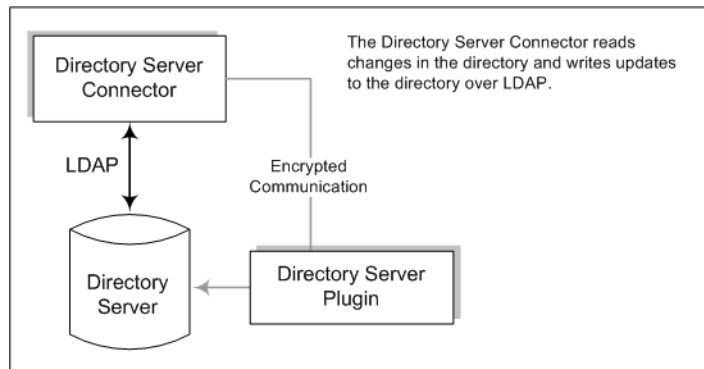 Directory Server
Connector
The Directory Server Connector reads
changes in the directory and writes updates
to the directory over LDAP.
LDAP
Encrypted
Communication
Directory
Server
Directory Server
Plugin